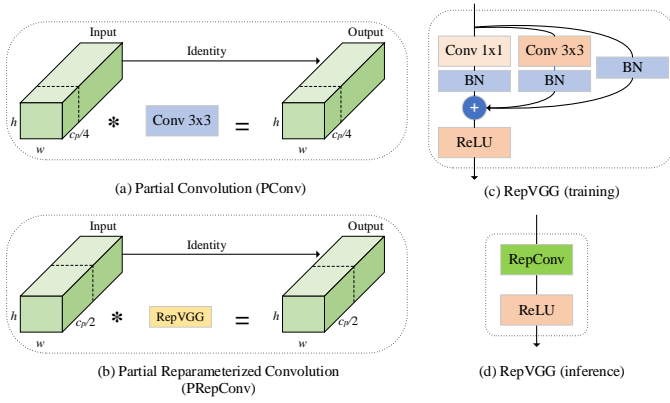 Input
Output
Identity
h
w
cp/4
*
Conv 3x3
=
cp/4
(a) Partial Convolution (PConv)
Input
Output
Identity
h
w
cp/2
*
RepVGG
=
cp/2
(b) Partial Reparameterized Convolution
(PRepConv)
Conv 1x1
Conv 3x3
BN
BN
BN
+
ReLU
(c) RepVGG (training)
RepConv
ReLU
(d) RepVGG (inference)